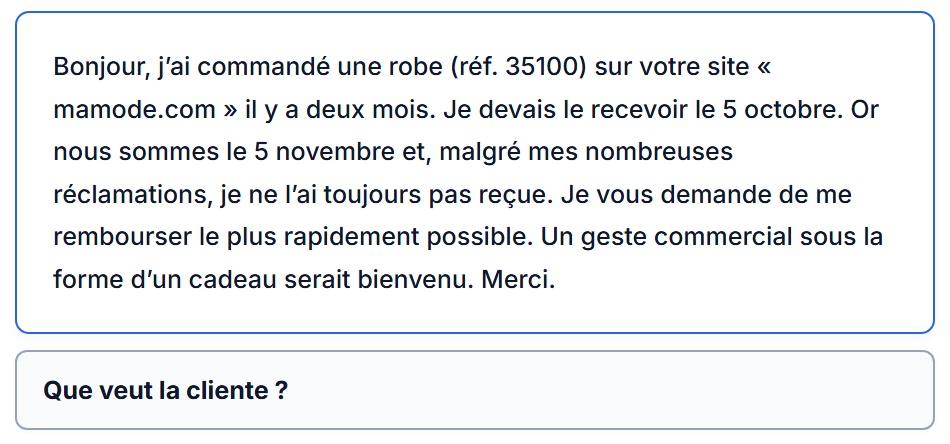 Bonjour, j’ai commandé une robe (réf. 35100) sur votre site «
mamode.com » il y a deux mois. Je devais le recevoir le 5 octobre. Or
nous sommes le 5 novembre et, malgré mes nombreuses
réclamations, je ne l’ai toujours pas reçue. Je vous demande de me
rembourser le plus rapidement possible. Un geste commercial sous la
forme d’un cadeau serait bienvenu. Merci.
Que veut la cliente ?